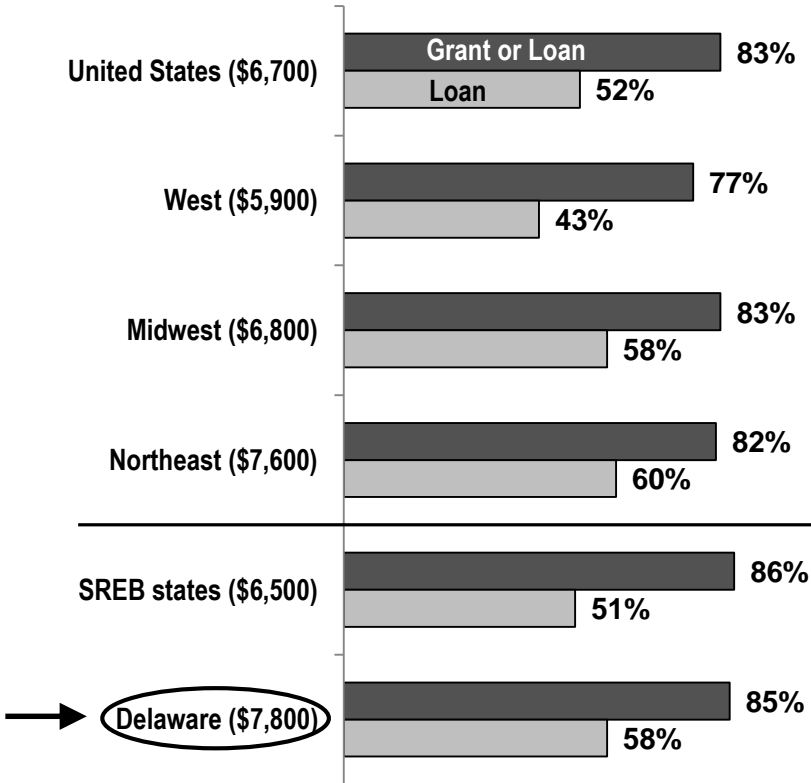 United States ($6,700)
Grant or Loan
83%
Loan
52%
West ($5,900)
77%
43%
Midwest ($6,800)
83%
58%
Northeast ($7,600)
82%
60%
SREB states ($6,500)
86%
51%
Delaware ($7,800)
85%
58%